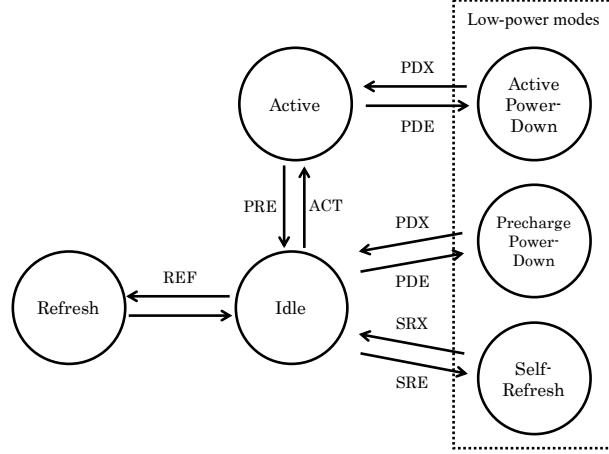 Low-power modes
PDX
Active
Active
Power-
Down
PDE
PRE
ACT
PDX
Precharge
Power-
Down
PDE
REF
Refresh
Idle
SRX
Self-
Refresh
SRE